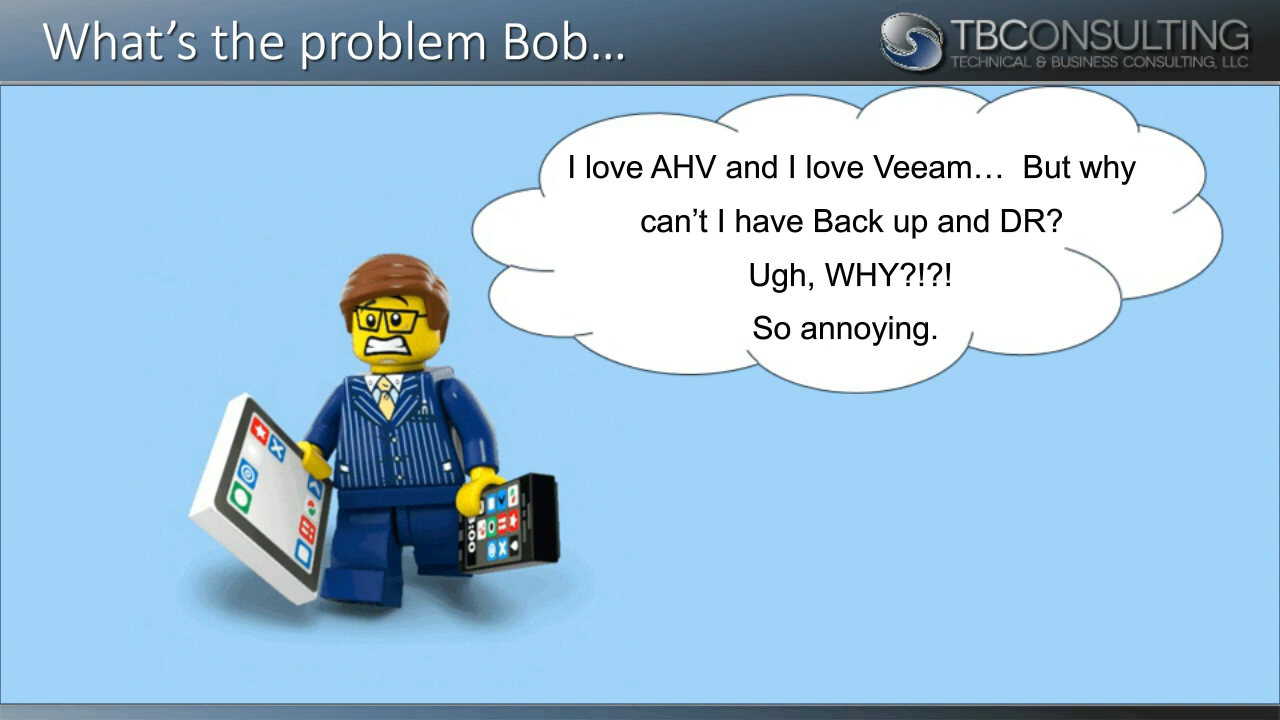 What's the problem Bob...
TBCONSULTING
TECHNICAL & BUSINESS CONSULTING, LLC
I love AHV and I love Veeam…  But why
can't I have Back up and DR?
Ugh, WHY?!?!
So annoying.